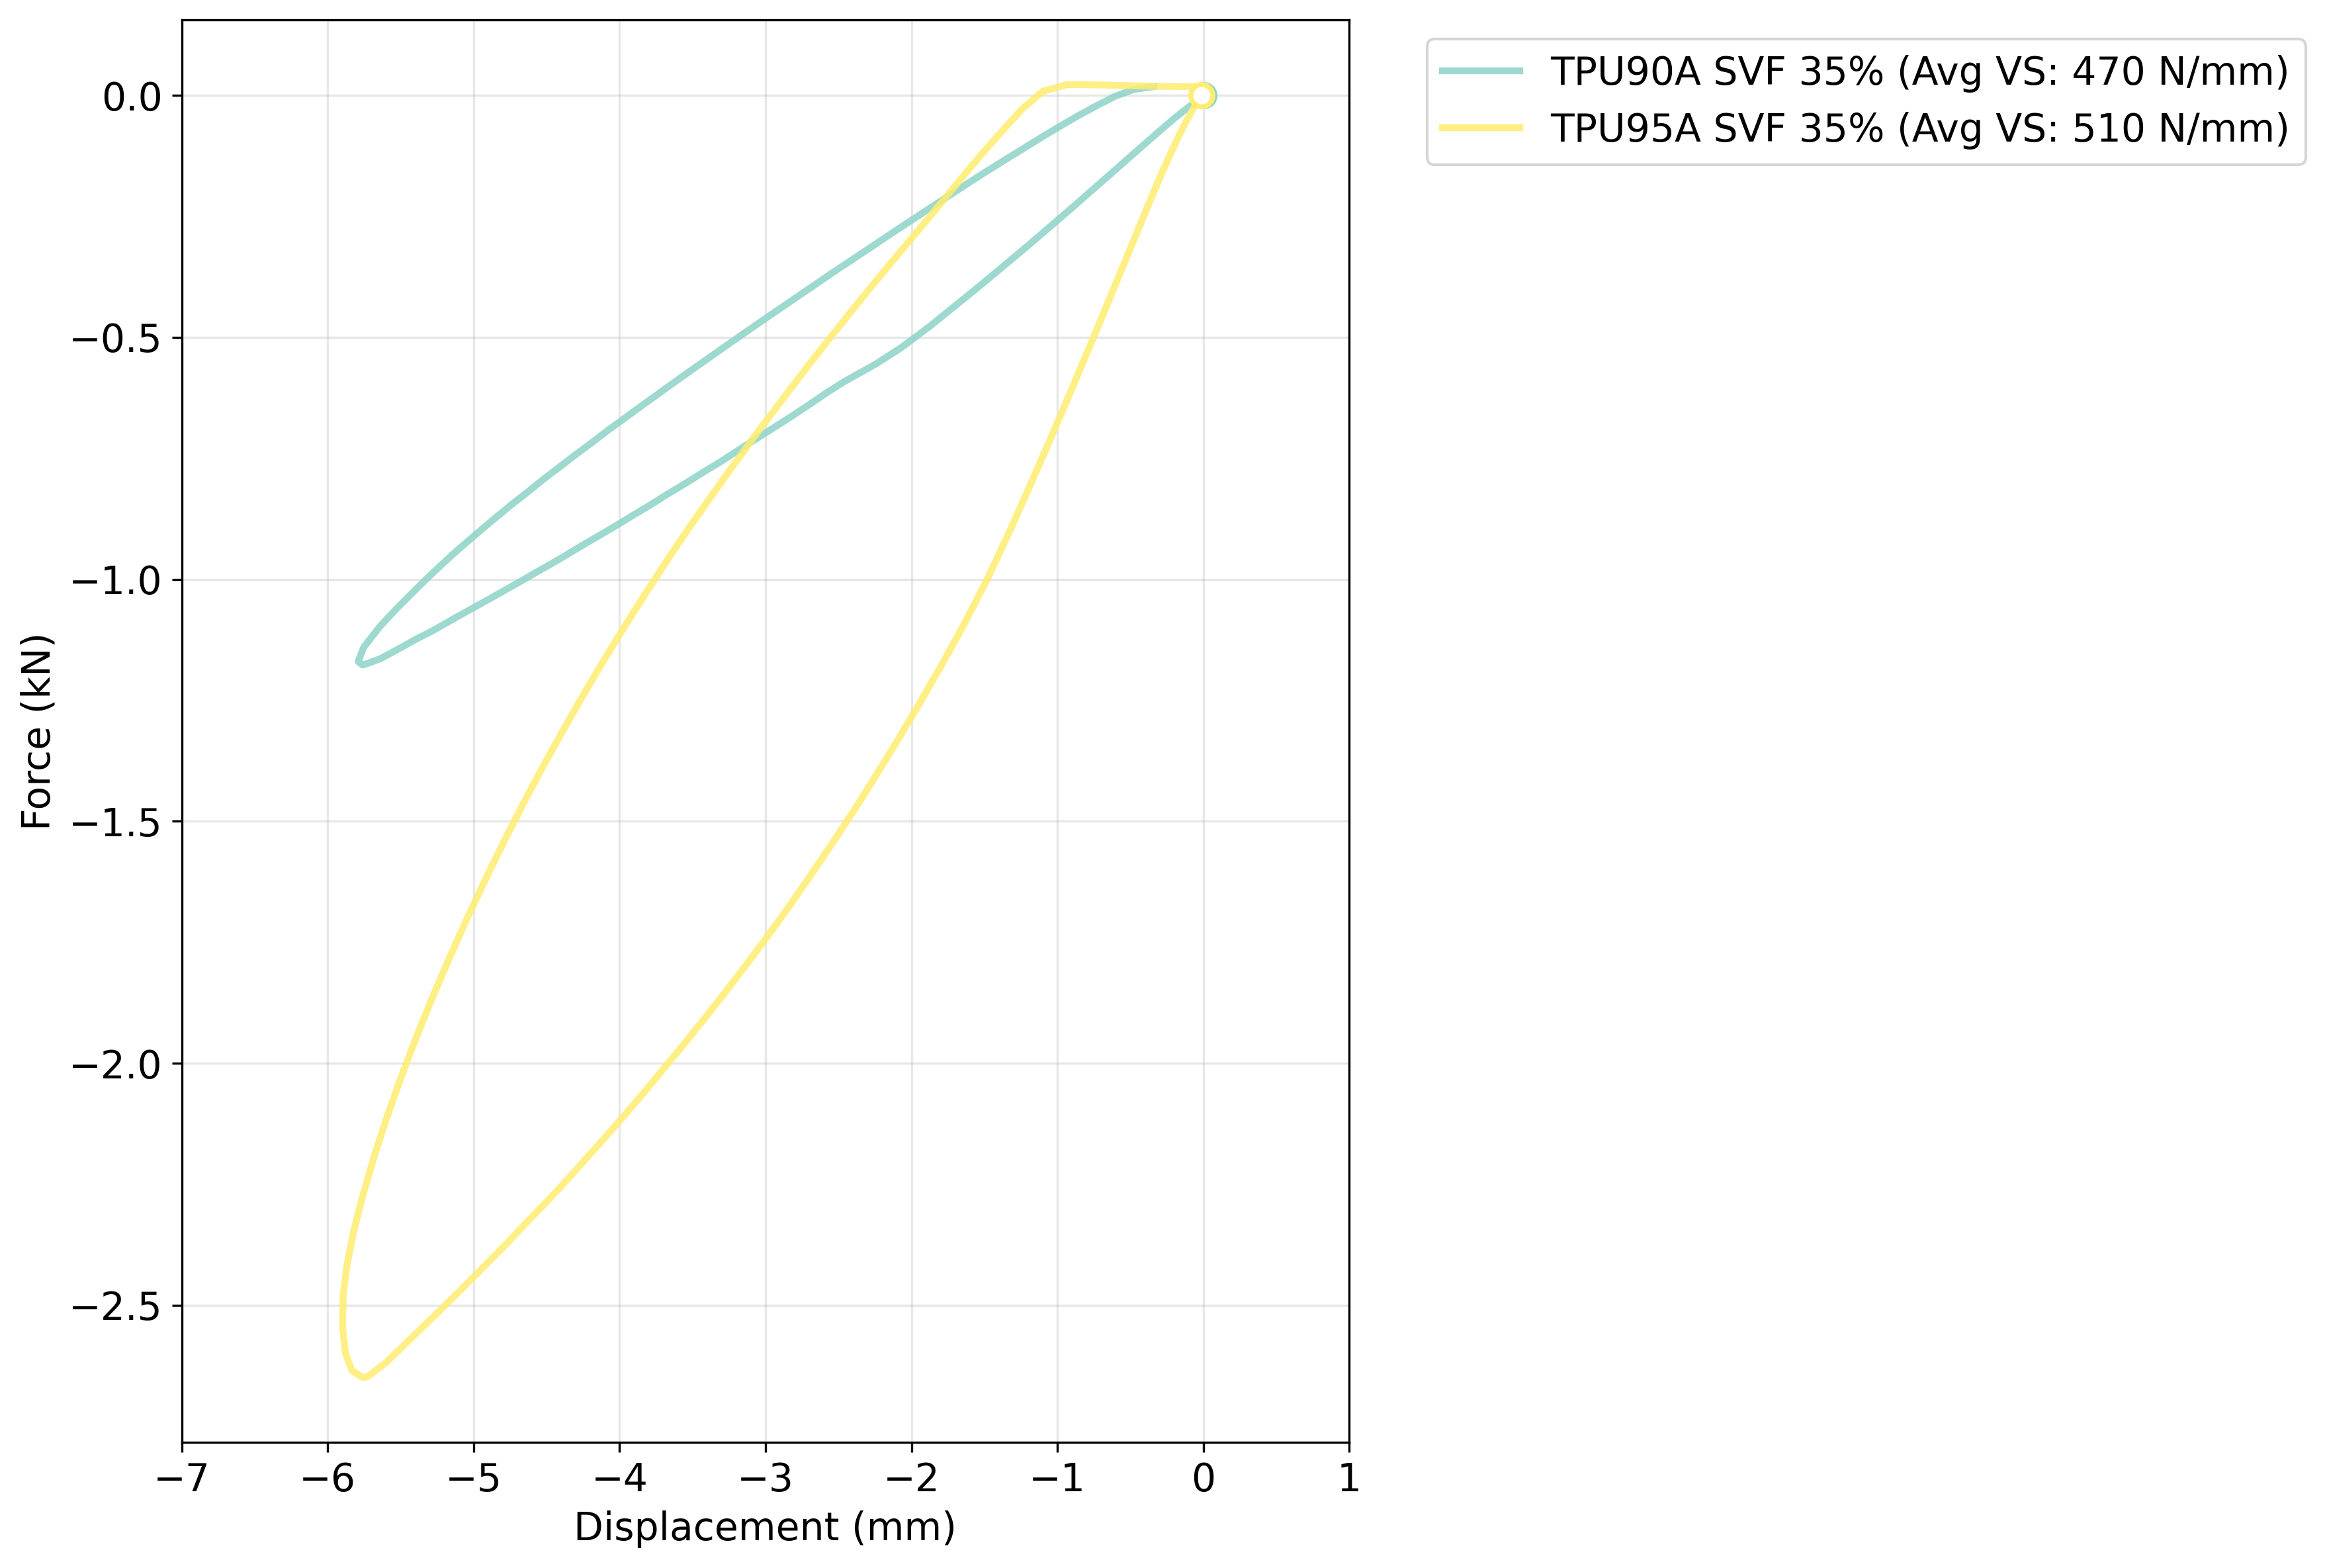 TPU90A SVF 35% (Avg VS: 470 N/mm)
TPU95A SVF 35% (Avg VS: 510 N/mm)
0.0
−0.5
−1.0
−1.5
−2.0
−2.5
Force (kN)
−7 −6 −5 −4 −3 −2 −1 0 1
Displacement (mm)